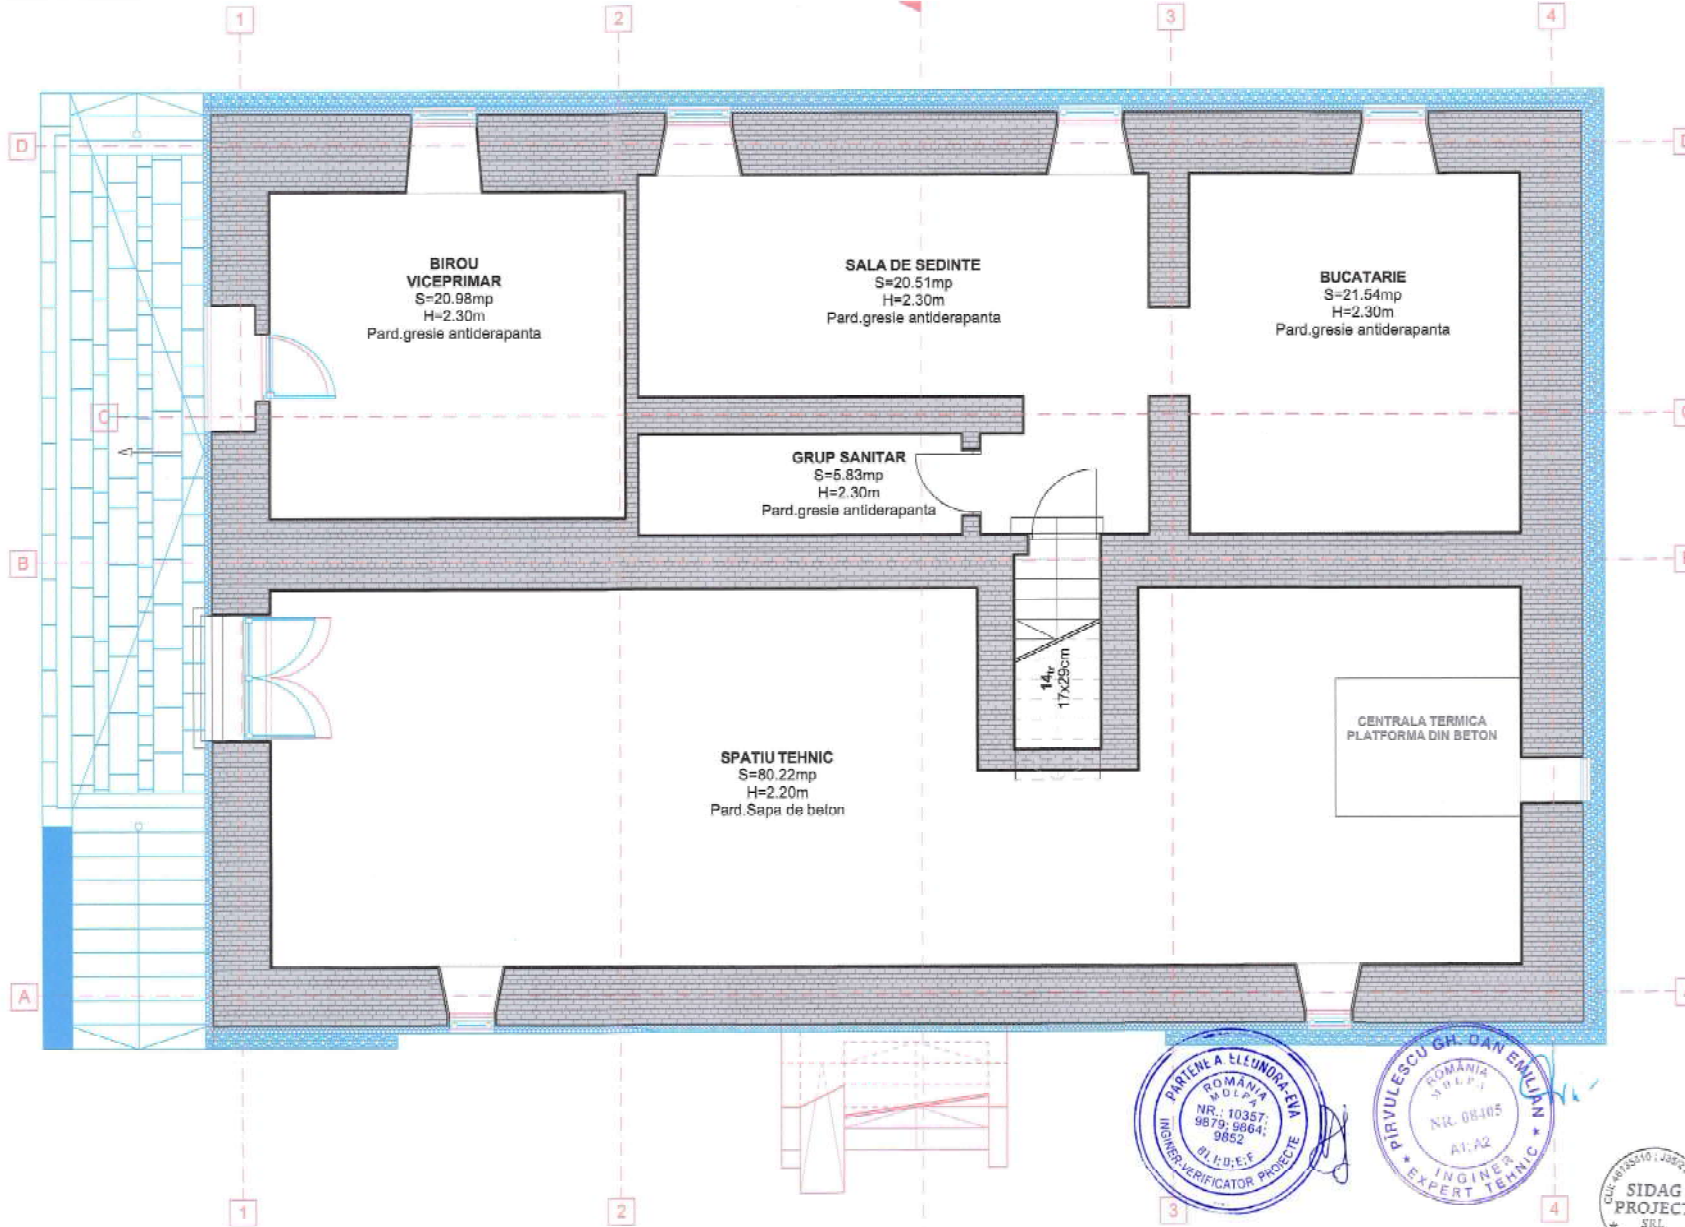 1
2
3
4
D
BIROU
VICEPRIMAR
S=20.98mp
H=2.30m
Pard.gresie antiderapanta
SALA DE SEDINTE
S=20.51mp
H=2.30m
Pard.gresie antiderapanta
BUCATARIE
S=21.54mp
H=2.30m
Pard.gresie antiderapanta
C
GRUP SANITAR
S=5.83mp
H=2.30m
Pard.gresie antiderapanta
B
14tr
17x29cm
SPATIU TEHNIC
S=80.22mp
H=2.20m
Pard.Sapa de beton
CENTRALA TERMICA
PLATFORMA DIN BETON
A
PARTENE A. ELEUNORA-EVA
ROMÂNIA
MDLPA
NR.: 10357;
9879; 9864;
9852
INGINER-VERIFICATOR PROIECTE
PÎRVULESCU GH. DAN EMILIAN
ROMÂNIA
MDLPA
NR. 08405
A1; A2
INGINER
* EXPERT TEHNIC *
SIDAG
PROJECT
SRL
1
2
3
4